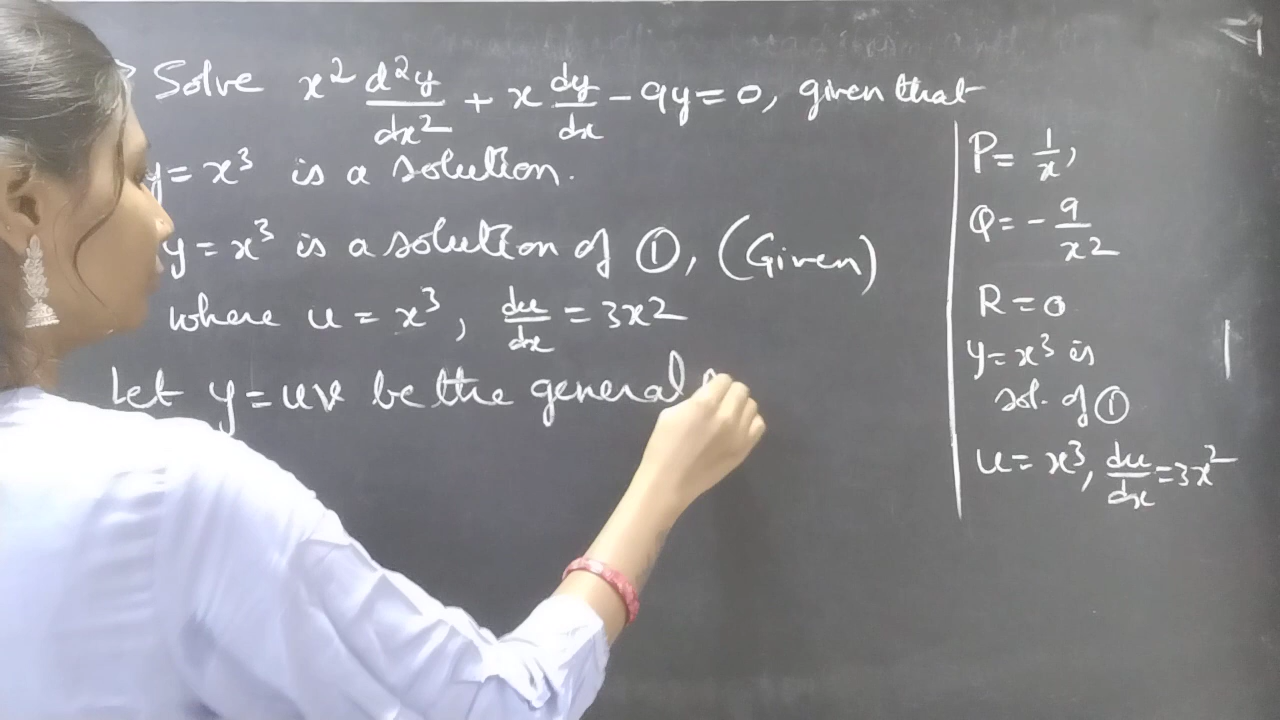 Solve x² d²y/dx² + x dy/dx - 9y = 0, given that
y = x³ is a solution.
y = x³ is a solution of ①, (Given)
where u = x³, du/dx = 3x²
Let y = uv be the general
P = 1/x,
Q = - 9/x²
R = 0
y = x³ is
sol. of ①
u = x³, du/dx = 3x²